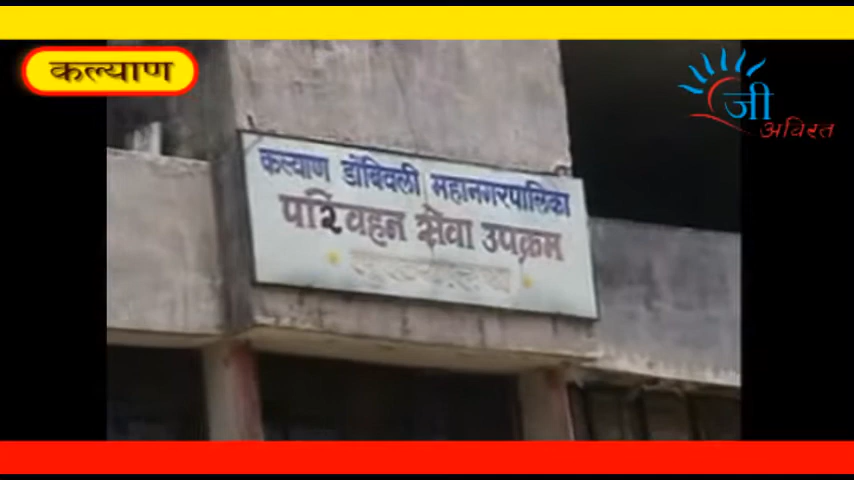 कल्याण
जी
अविरत
कल्याण डोंबिवली महानगरपालिका
परिवहन सेवा उपक्रम